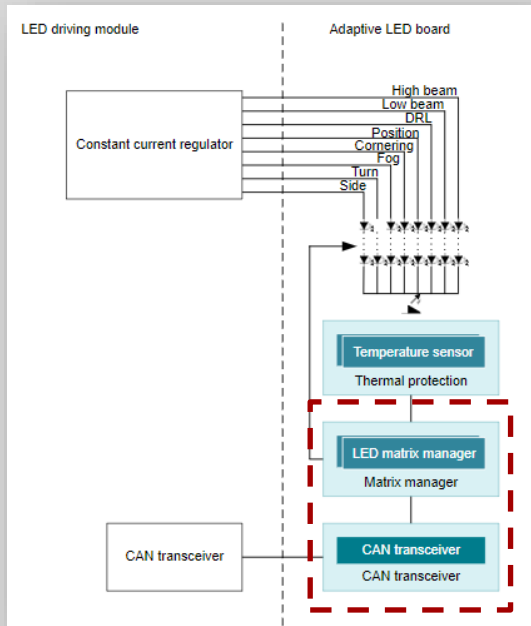 LED driving module
Adaptive LED board
High beam
Low beam
DRL
Constant current regulator
Position
Cornering
Fog
Turn
Side
Temperature sensor
Thermal protection
LED matrix manager
Matrix manager
CAN transceiver
CAN transceiver
CAN transceiver